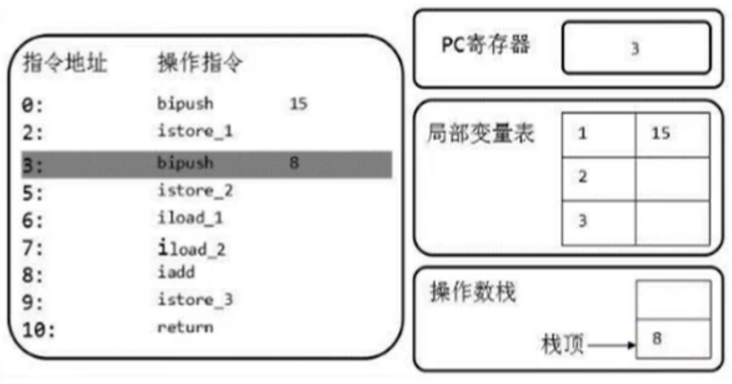 指令地址 操作指令
0: bipush 15
2: istore_1
3: bipush 8
5: istore_2
6: iload_1
7: iload_2
8: iadd
9: istore_3
10: return
PC寄存器 3
局部变量表 1 15
2
3
操作数栈
栈顶 8